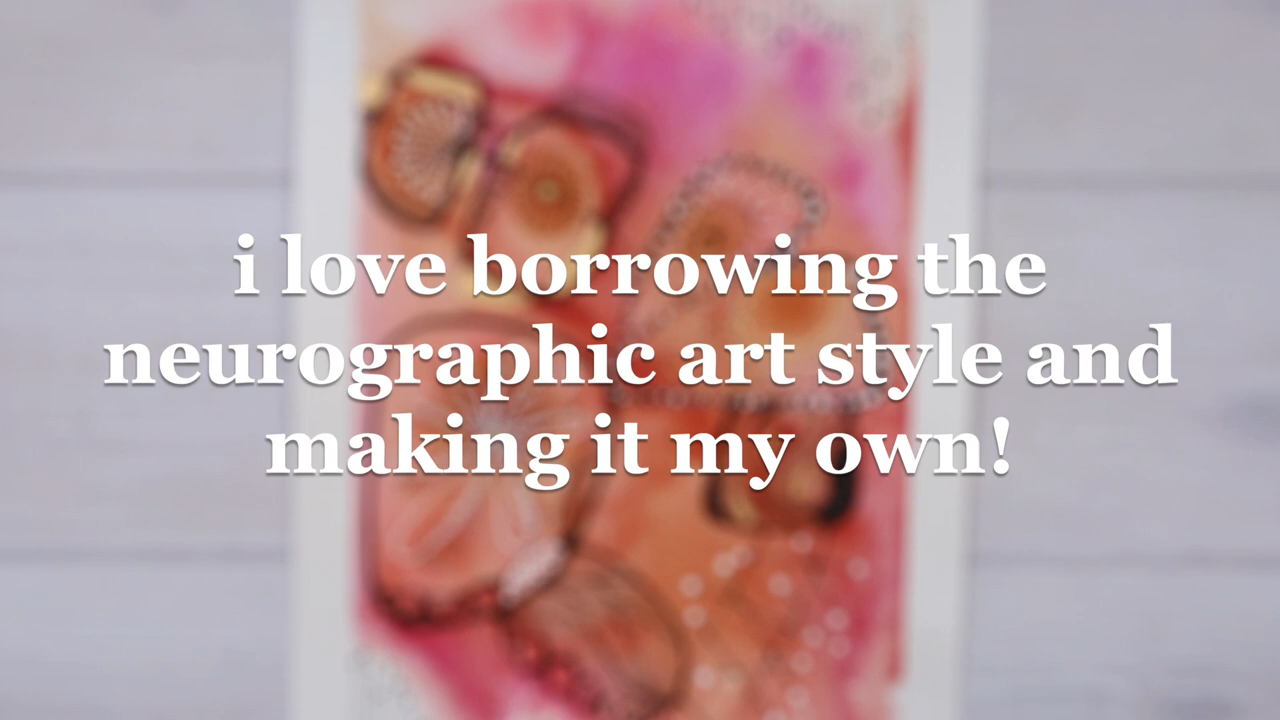 i love borrowing the
neurographic art style and
making it my own!